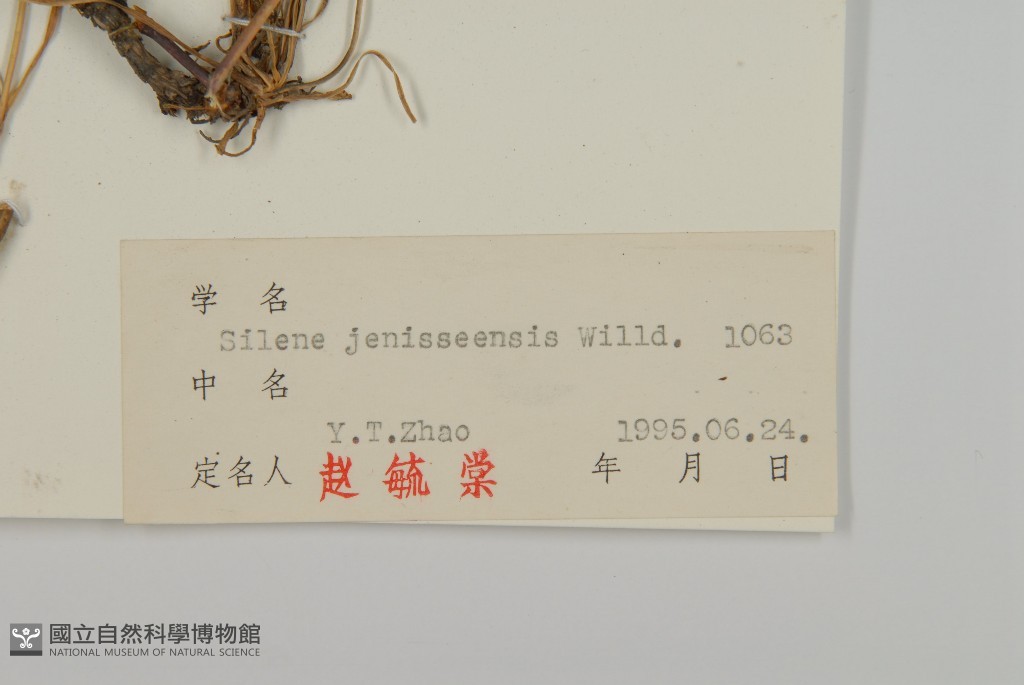 学 名
Silene jenisseensis Willd. 1063
中 名
Y.T.Zhao 1995.06.24.
定名人 赵 毓 棠 年 月 日
國立自然科學博物館
NATIONAL MUSEUM OF NATURAL SCIENCE